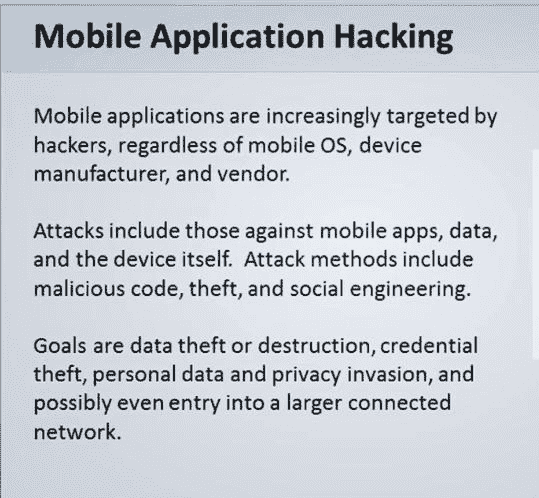 Mobile Application Hacking
Mobile applications are increasingly targeted by
hackers, regardless of mobile OS, device
manufacturer, and vendor.
Attacks include those against mobile apps, data,
and the device itself.  Attack methods include
malicious code, theft, and social engineering.
Goals are data theft or destruction, credential
theft, personal data and privacy invasion, and
possibly even entry into a larger connected
network.